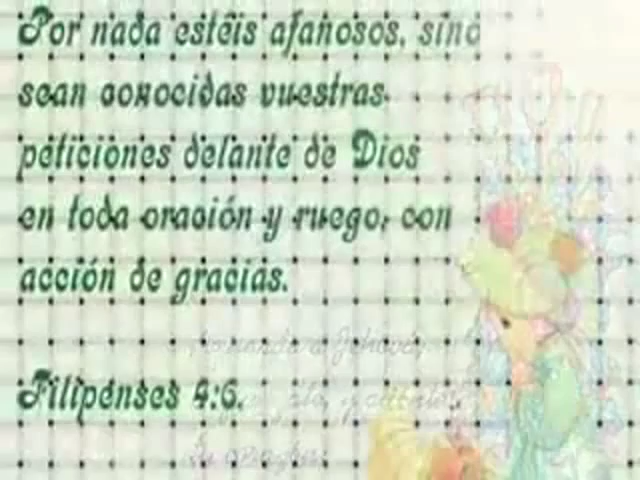 Por nada estéis afanosos, sino
sean conocidas vuestras
peticiones delante de Dios
en toda oración y ruego, con
acción de gracias.
a Jehová
Filipenses 4:6.